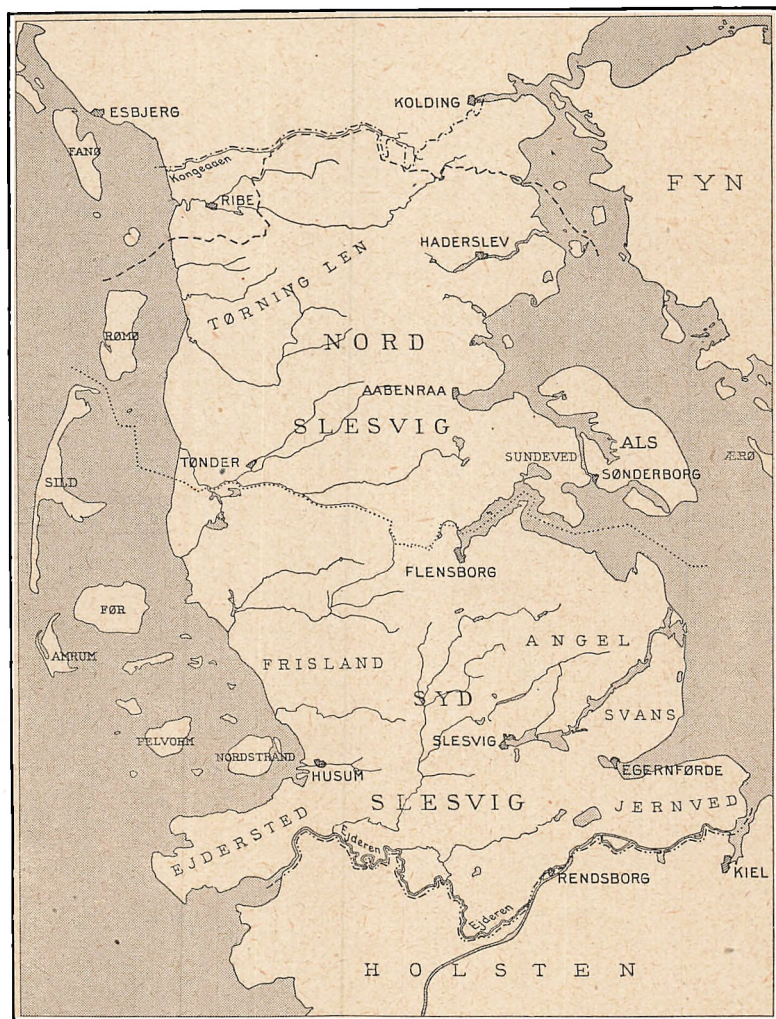 ESBJERG
KOLDING
FANØ
Kongeaaen
FYN
RIBE
HADERSLEV
TØRNING LEN
RØMØ
NORD
AABENRAA
SLESVIG
ALS
TØNDER
SUNDEVED
ÆRØ
SØNDERBORG
SILD
FLENSBORG
FØR
ANGEL
AMRUM
FRISLAND
SYD
SVANS
PELVORM
SLESVIG
NORDSTRAND
EGERNFØRDE
HUSUM
SLESVIG
JERNVED
EJDERSTED
Ejderen
KIEL
RENDSBORG
Ejderen
HOLSTEN